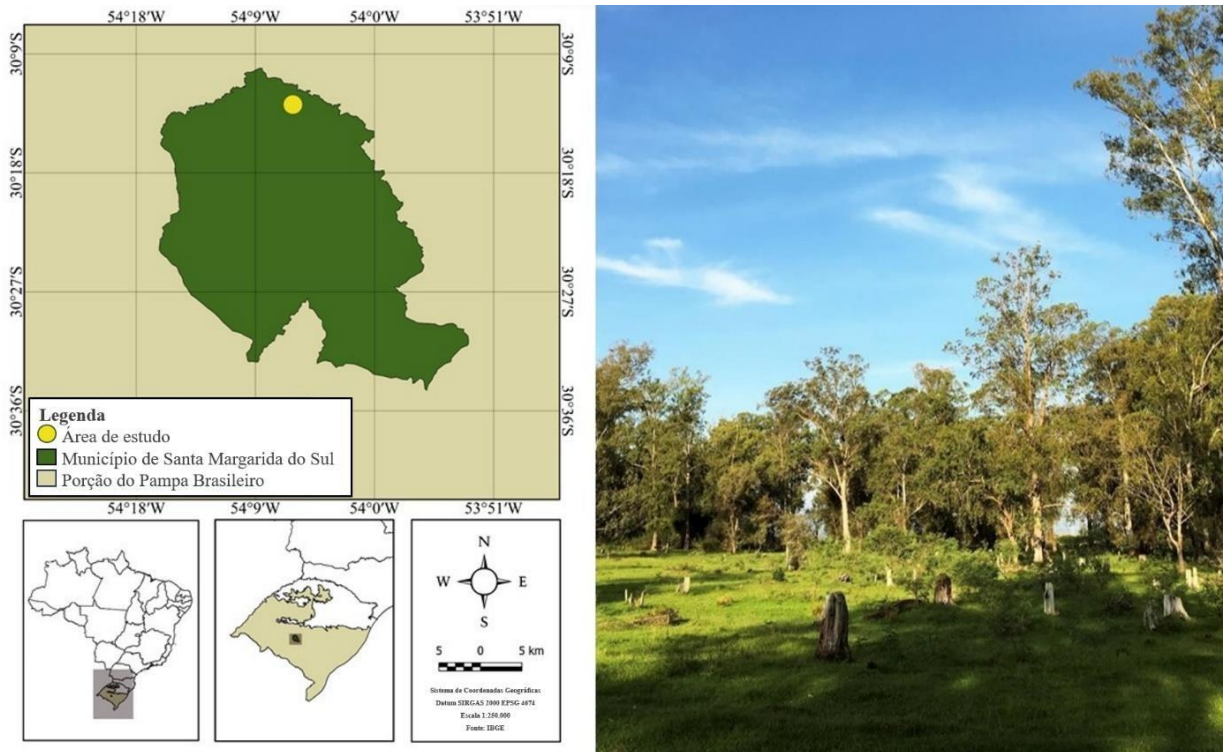 54°18'W 54°9'W 54°0'W 53°51'W
30°9'S 30°9'S
30°18'S 30°18'S
30°27'S 30°27'S
30°36'S 30°36'S
Legenda
Área de estudo
Município de Santa Margarida do Sul
Porção do Pampa Brasileiro
54°18'W 54°9'W 54°0'W 53°51'W
N
W E
S
5 0 5 km
Sistema de Coordenadas Geográficas
Datum SIRGAS 2000 EPSG 4674
Escala 1:250.000
Fonte: IBGE